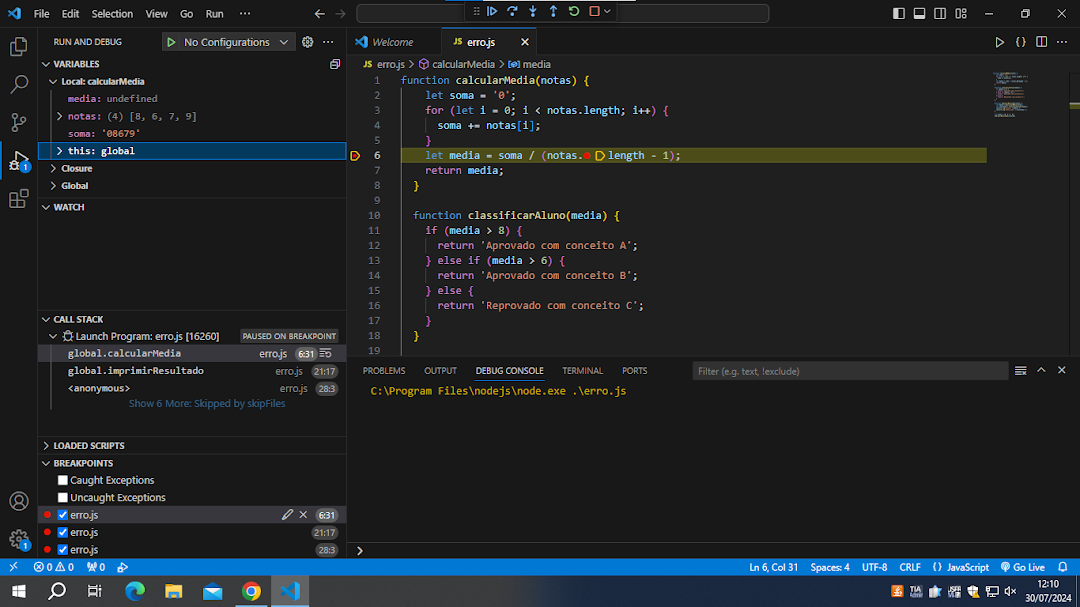 File Edit Selection View Go Run ···
RUN AND DEBUG No Configurations ···
VARIABLES
Local: calcularMedia
media: undefined
notas: (4) [8, 6, 7, 9]
soma: '08679'
this: global
Closure
Global
WATCH
CALL STACK
Launch Program: erro.js [16260] PAUSED ON BREAKPOINT
global.calcularMedia erro.js 6:31
global.imprimirResultado erro.js 21:17
<anonymous> erro.js 28:3
Show 6 More: Skipped by skipFiles
LOADED SCRIPTS
BREAKPOINTS
Caught Exceptions
Uncaught Exceptions
erro.js 6:31
erro.js 21:17
erro.js 28:3
Welcome JS erro.js
JS erro.js > calcularMedia > media
1 function calcularMedia(notas) {
2 let soma = '0';
3 for (let i = 0; i < notas.length; i++) {
4 soma += notas[i];
5 }
6 let media = soma / (notas.length - 1);
7 return media;
8 }
9
10 function classificarAluno(media) {
11 if (media > 8) {
12 return 'Aprovado com conceito A';
13 } else if (media > 6) {
14 return 'Aprovado com conceito B';
15 } else {
16 return 'Reprovado com conceito C';
17 }
18 }
19
PROBLEMS OUTPUT DEBUG CONSOLE TERMINAL PORTS Filter (e.g. text, !exclude)
C:\Program Files\nodejs\node.exe .\erro.js
1
1
0 0 0 Ln 6, Col 31 Spaces: 4 UTF-8 CRLF {} JavaScript Go Live
TIA
12:10
30/07/2024